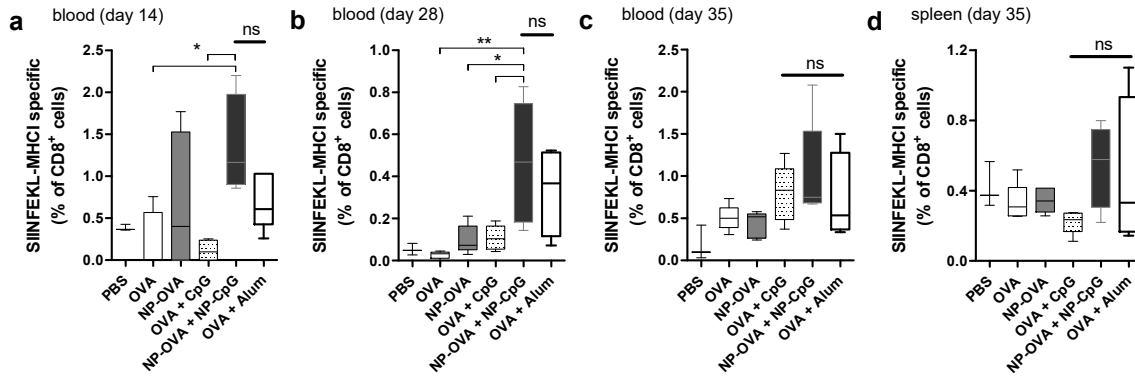 a blood (day 14)
SIINFEKL-MHCI specific
(% of CD8+ cells)
2.5
2.0
1.5
1.0
0.5
0.0
*
ns
PBS
OVA
NP-OVA
OVA + CpG
NP-OVA + NP-CpG
OVA + Alum
b blood (day 28)
SIINFEKL-MHCI specific
(% of CD8+ cells)
1.0
0.8
0.6
0.4
0.2
0.0
**
*
ns
PBS
OVA
NP-OVA
OVA + CpG
NP-OVA + NP-CpG
OVA + Alum
c blood (day 35)
SIINFEKL-MHCI specific
(% of CD8+ cells)
2.5
2.0
1.5
1.0
0.5
0.0
ns
PBS
OVA
NP-OVA
OVA + CpG
NP-OVA + NP-CpG
OVA + Alum
d spleen (day 35)
SIINFEKL-MHCI specific
(% of CD8+ cells)
1.2
0.8
0.4
0.0
ns
PBS
OVA
NP-OVA
OVA + CpG
NP-OVA + NP-CpG
OVA + Alum